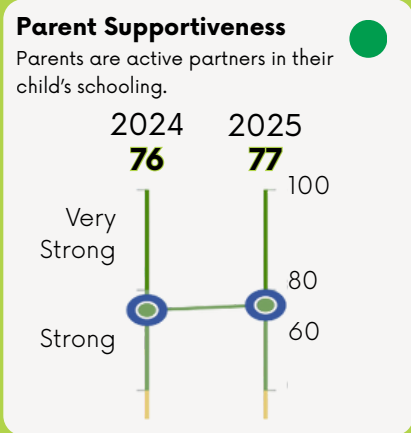 Parent Supportiveness
Parents are active partners in their
child's schooling.
2024 2025
76 77
100
Very
Strong
80
60
Strong